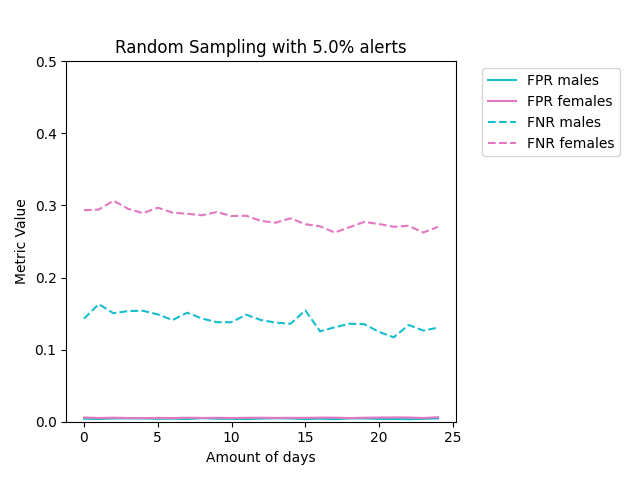 Random Sampling with 5.0% alerts
0.5
0.4
0.3
0.2
0.1
0.0
Metric Value
0 5 10 15 20 25
Amount of days
FPR males
FPR females
FNR males
FNR females